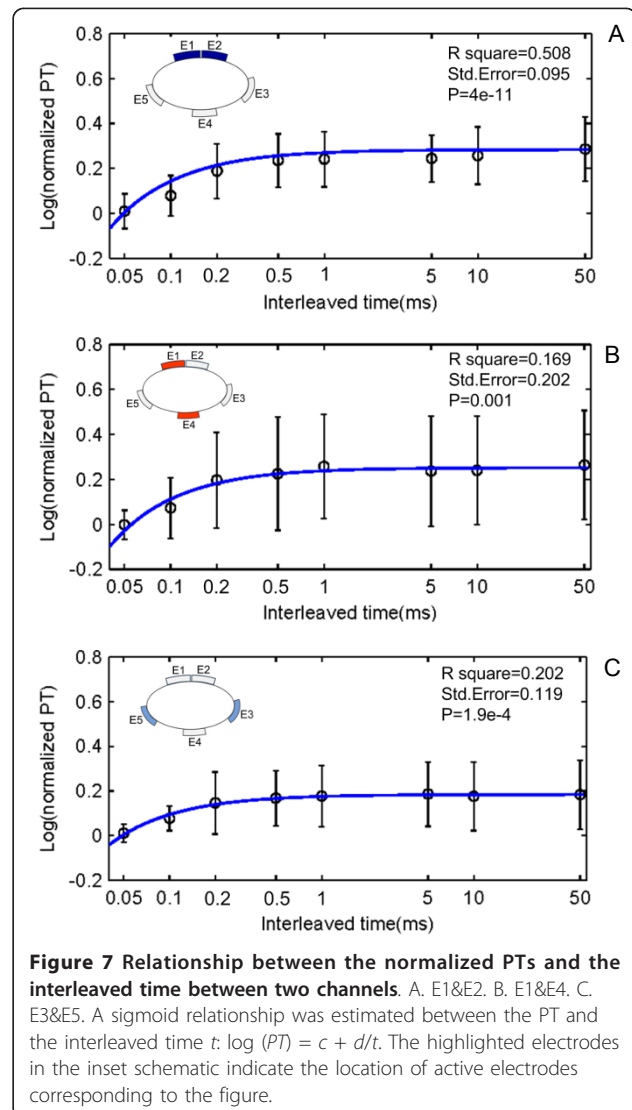 A
E1 E2
E5 E3
E4
R square=0.508
Std.Error=0.095
P=4e-11
Log(normalized PT)
0.8
0.6
0.4
0.2
0
-0.2
0.05 0.1 0.2 0.5 1 5 10 50
Interleaved time(ms)
B
E1 E2
E5 E3
E4
R square=0.169
Std.Error=0.202
P=0.001
Log(normalized PT)
0.8
0.6
0.4
0.2
0
-0.2
0.05 0.1 0.2 0.5 1 5 10 50
Interleaved time(ms)
C
E1 E2
E5 E3
E4
R square=0.202
Std.Error=0.119
P=1.9e-4
Log(normalized PT)
0.8
0.6
0.4
0.2
0
-0.2
0.05 0.1 0.2 0.5 1 5 10 50
Interleaved time(ms)
Figure 7 Relationship between the normalized PTs and the
interleaved time between two channels. A. E1&E2. B. E1&E4. C.
E3&E5. A sigmoid relationship was estimated between the PT and
the interleaved time t: log (PT) = c + d/t. The highlighted electrodes
in the inset schematic indicate the location of active electrodes
corresponding to the figure.